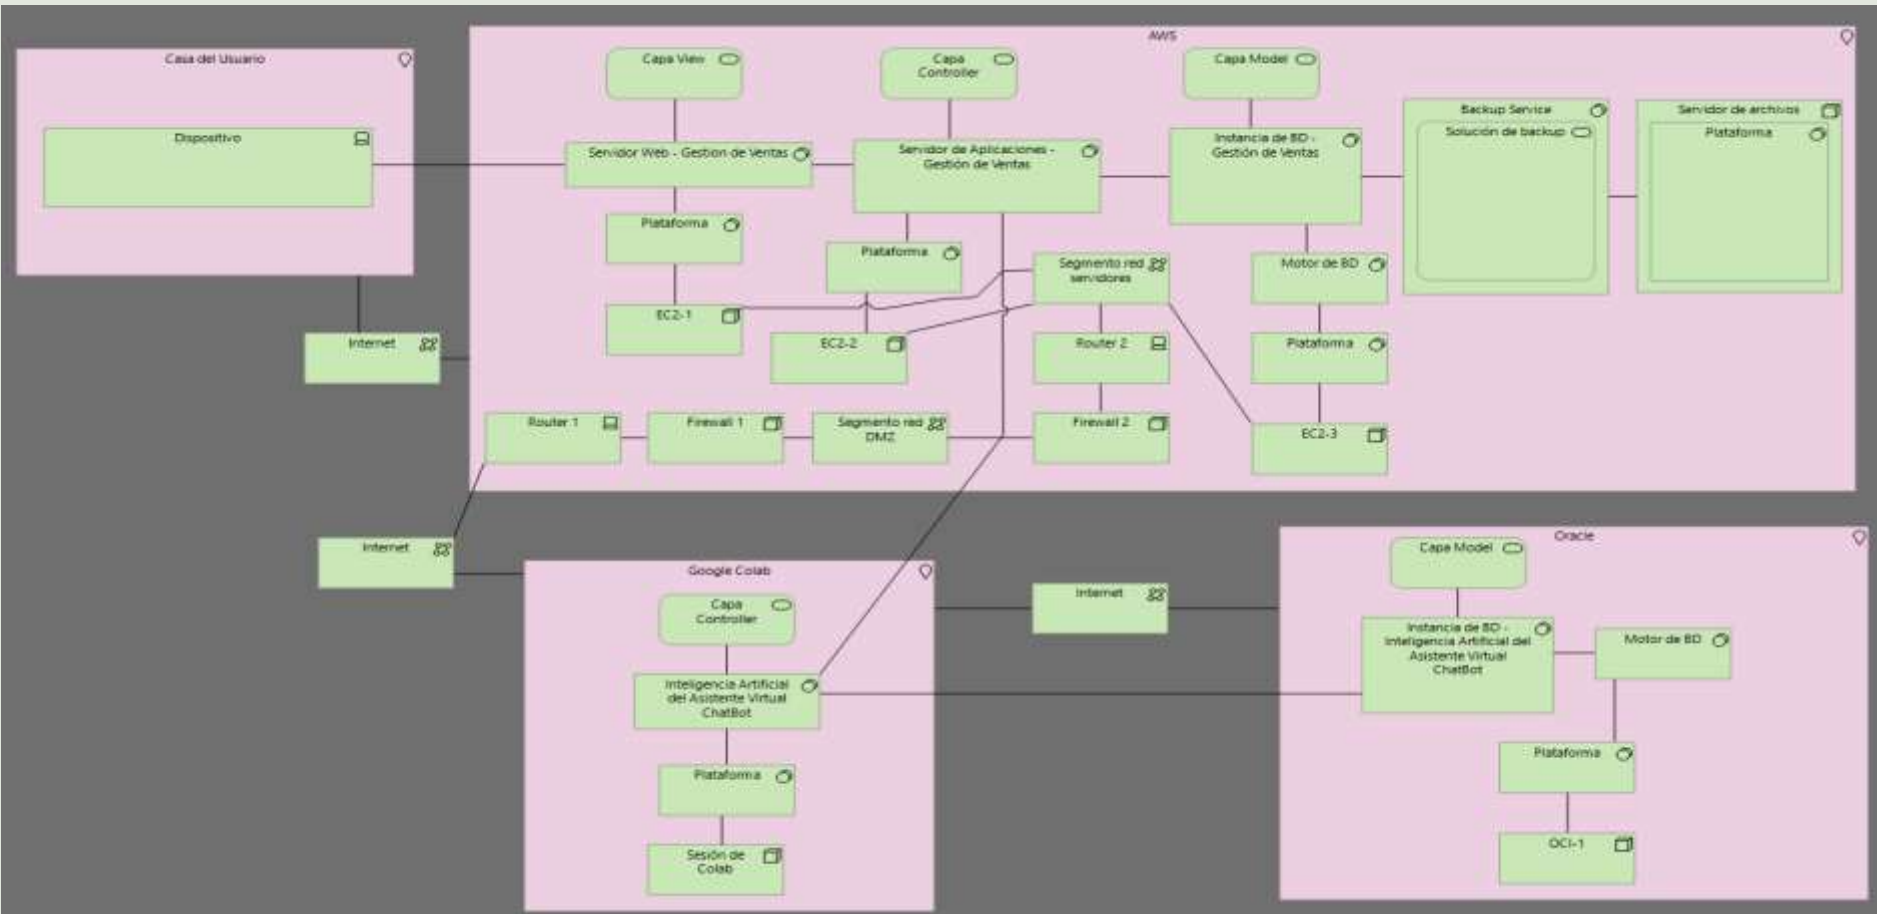 AWS
Casa del Usuario
Dispositivo
Capa View
Capa
Controller
Capa Model
Servidor Web - Gestion de Ventas
Servidor de Aplicaciones -
Gestión de Ventas
Instancia de BD -
Gestión de Ventas
Backup Service
Solución de backup
Servidor de archivos
Plataforma
Plataforma
Plataforma
Segmento red
servidores
Motor de BD
EC2-1
EC2-2
Router 2
Plataforma
Internet
Router 1
Firewall 1
Segmento red
DMZ
Firewall 2
EC2-3
Internet
Google Colab
Capa
Controller
Inteligencia Artificial
del Asistente Virtual
ChatBot
Plataforma
Sesión de
Colab
Internet
Oracle
Capa Model
Instancia de BD -
Inteligencia Artificial del
Asistente Virtual
ChatBot
Motor de BD
Plataforma
OCI-1